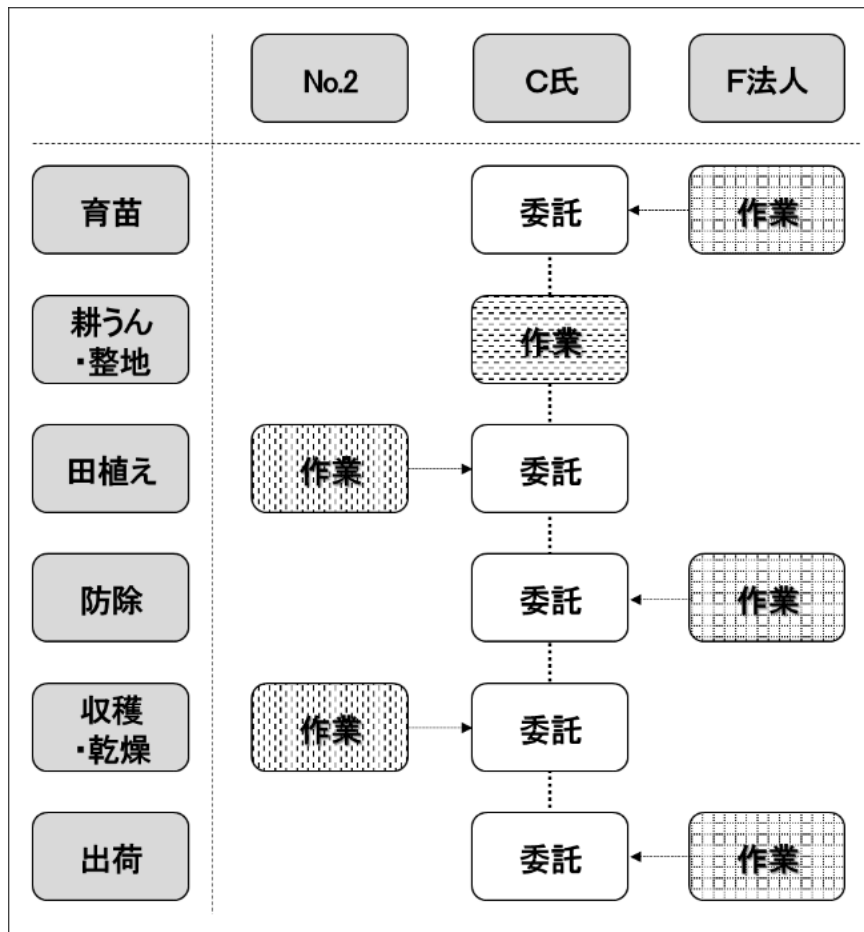 No.2
C氏
F法人
育苗
委託
作業
耕うん
・整地
作業
田植え
作業
委託
防除
委託
作業
収穫
・乾燥
作業
委託
出荷
委託
作業